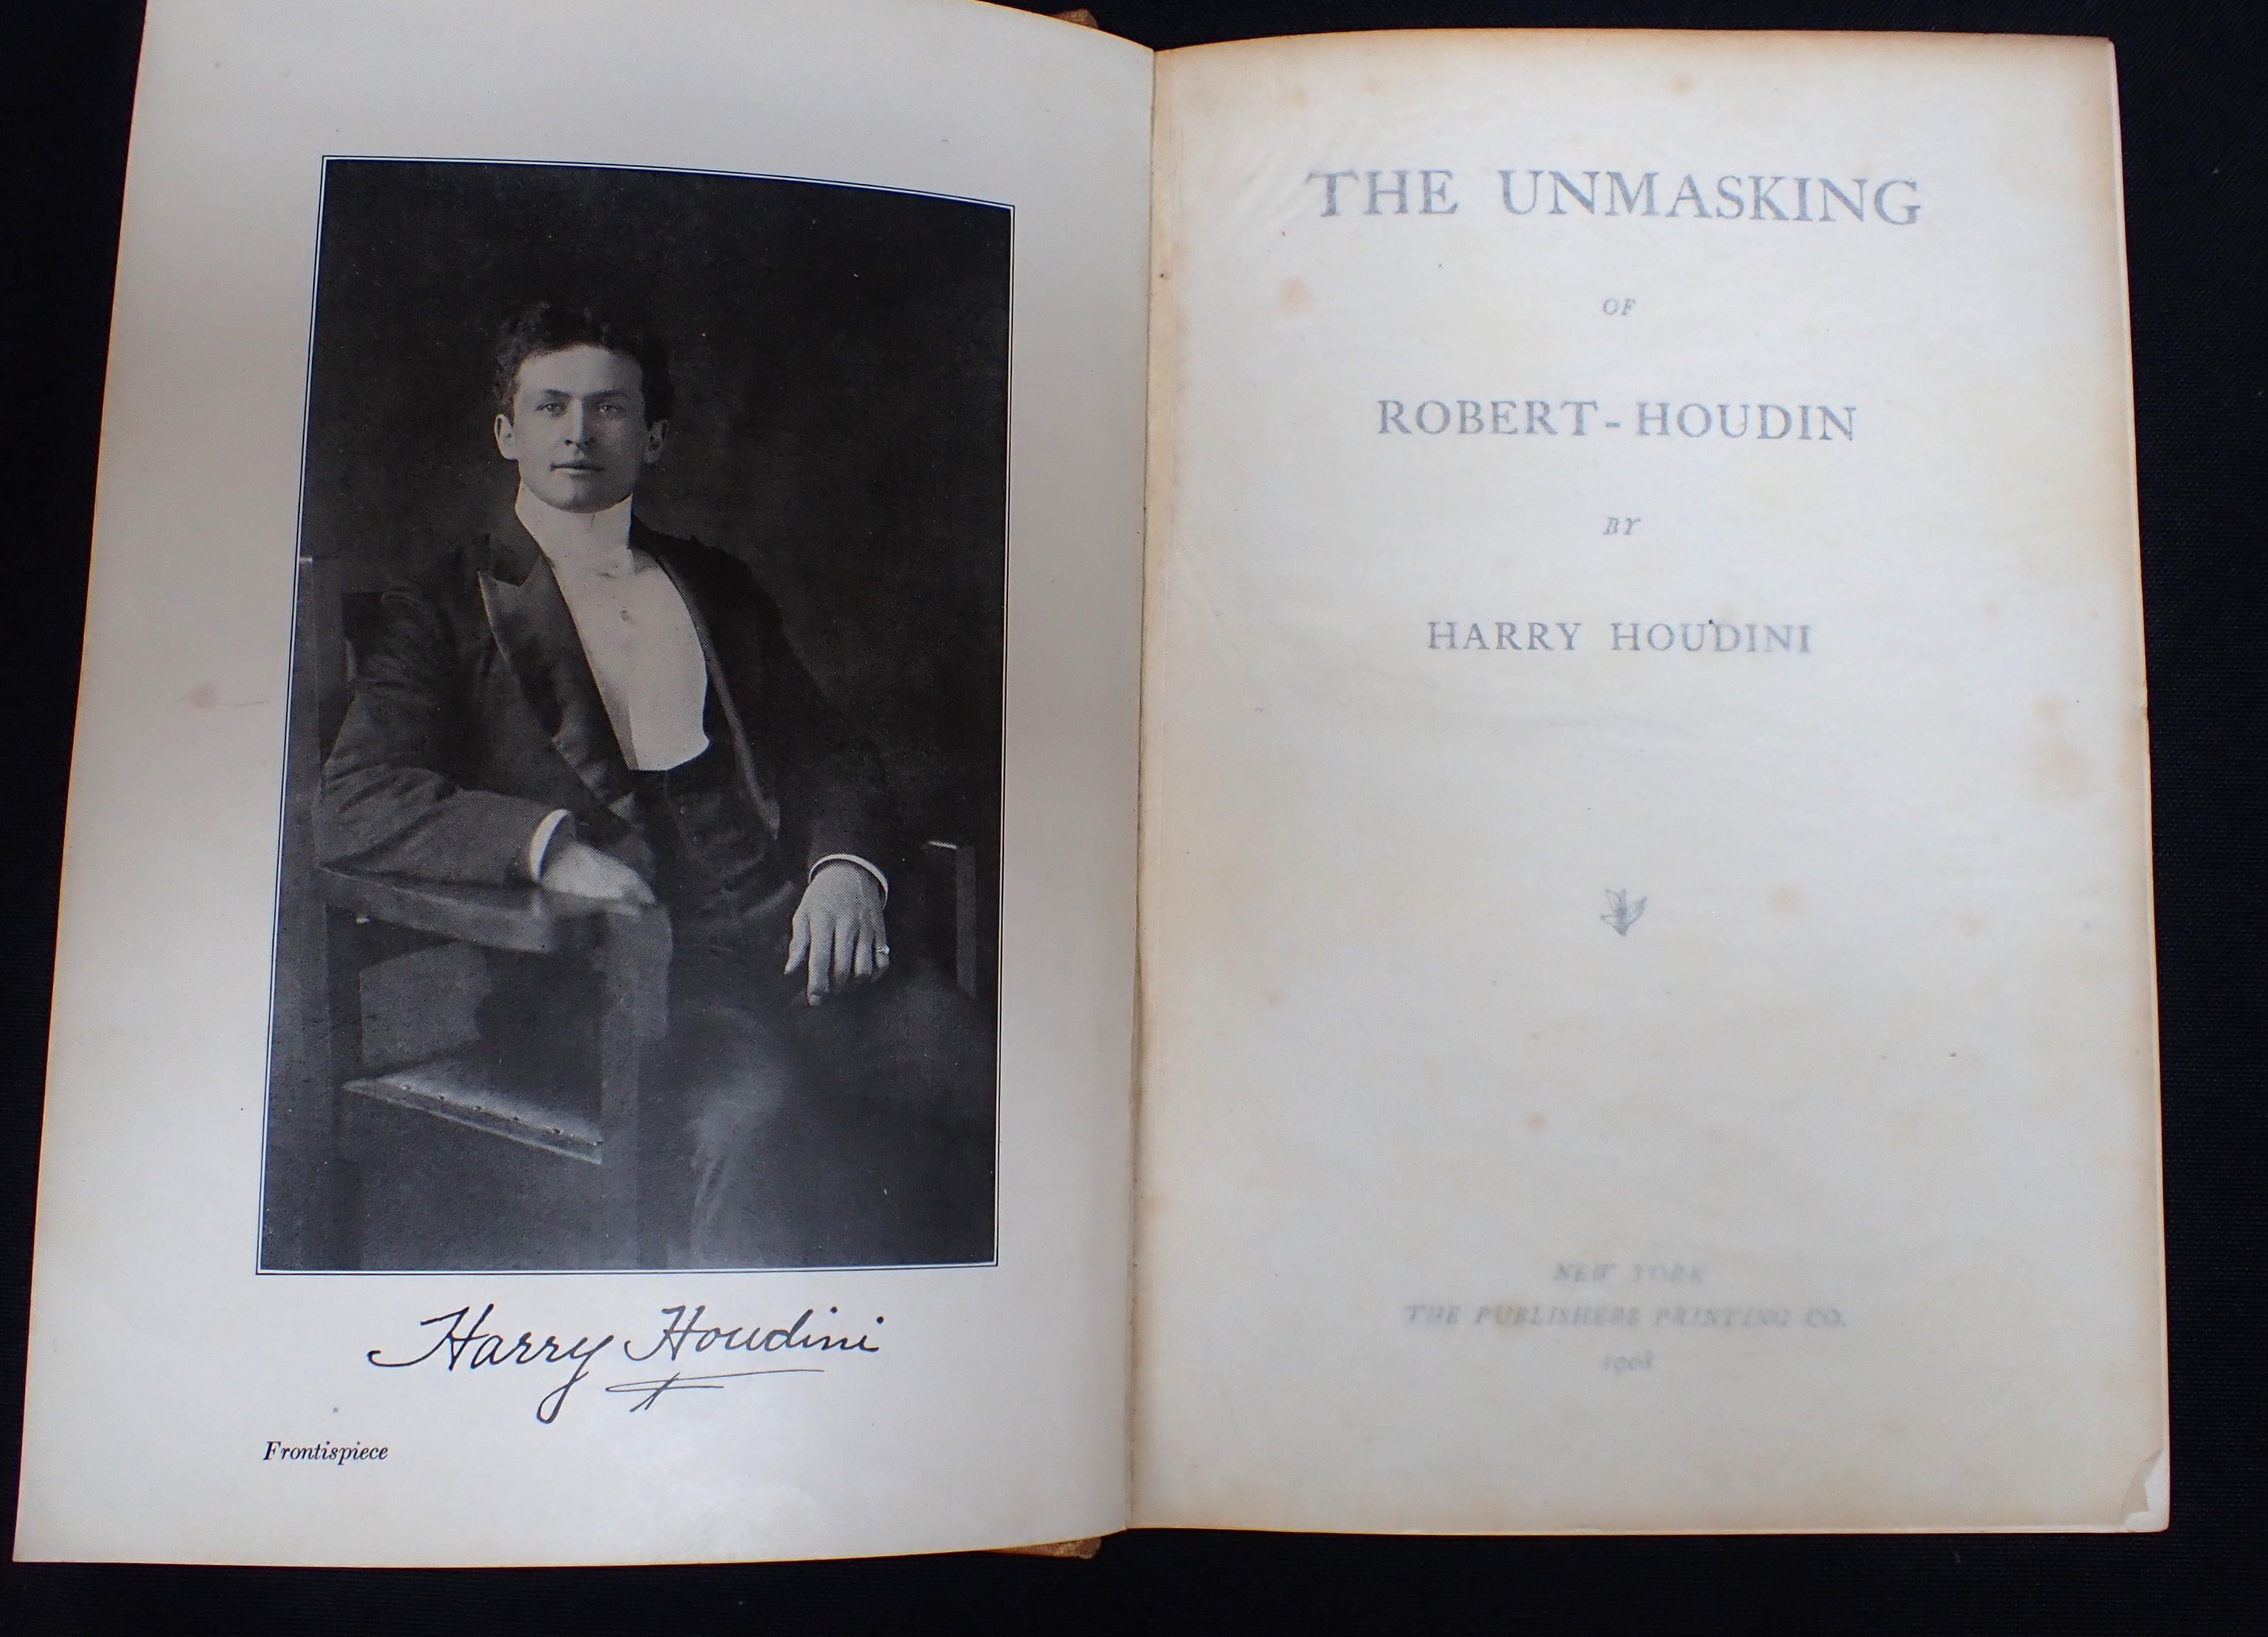 Harry Houdini
Frontispiece
THE UNMASKING
OF
ROBERT-HOUDIN
BY
HARRY HOUDINI
NEW YORK
THE PUBLISHERS PRINTING CO.
1908